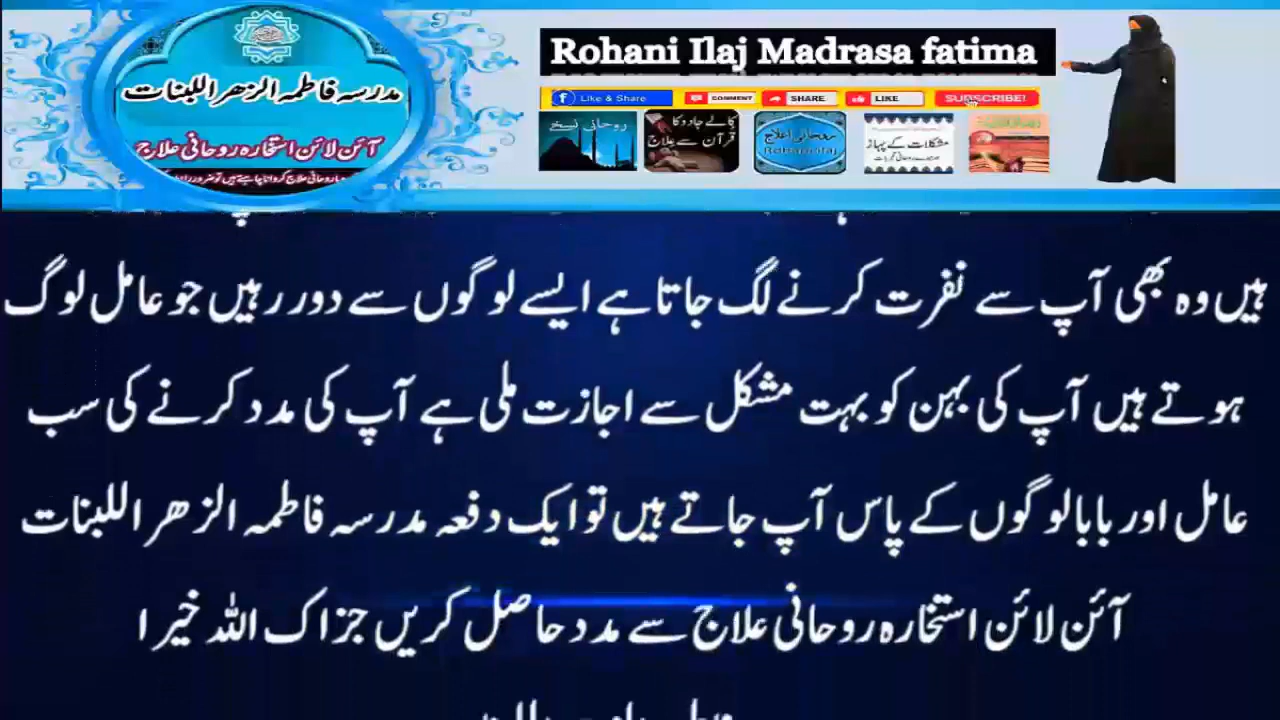 مدرسہ فاطمہ الزھرا اللبنات
آئن لائن استخارہ روحانی علاج
Rohani Ilaj Madrasa fatima
Like & Share
COMMENT
SHARE
LIKE
SUBSCRIBE!
روحانی نسخے
کالے جادو کا
قرآن سے علاج
روحانی علاج
مشکلات کے پہاڑ
ہیں وہ بھی آپ سے نفرت کرنے لگ جاتا ہے ایسے لوگوں سے دور رہیں جو عامل لوگ
ہوتے ہیں آپ کی بہن کو بہت مشکل سے اجازت ملی ہے آپ کی مدد کرنے کی سب
عامل اور بابا لوگوں کے پاس آپ جاتے ہیں تو ایک دفعہ مدرسہ فاطمہ الزھرا اللبنات
آئن لائن استخارہ روحانی علاج سے مدد حاصل کریں جزاک اللہ خیرا